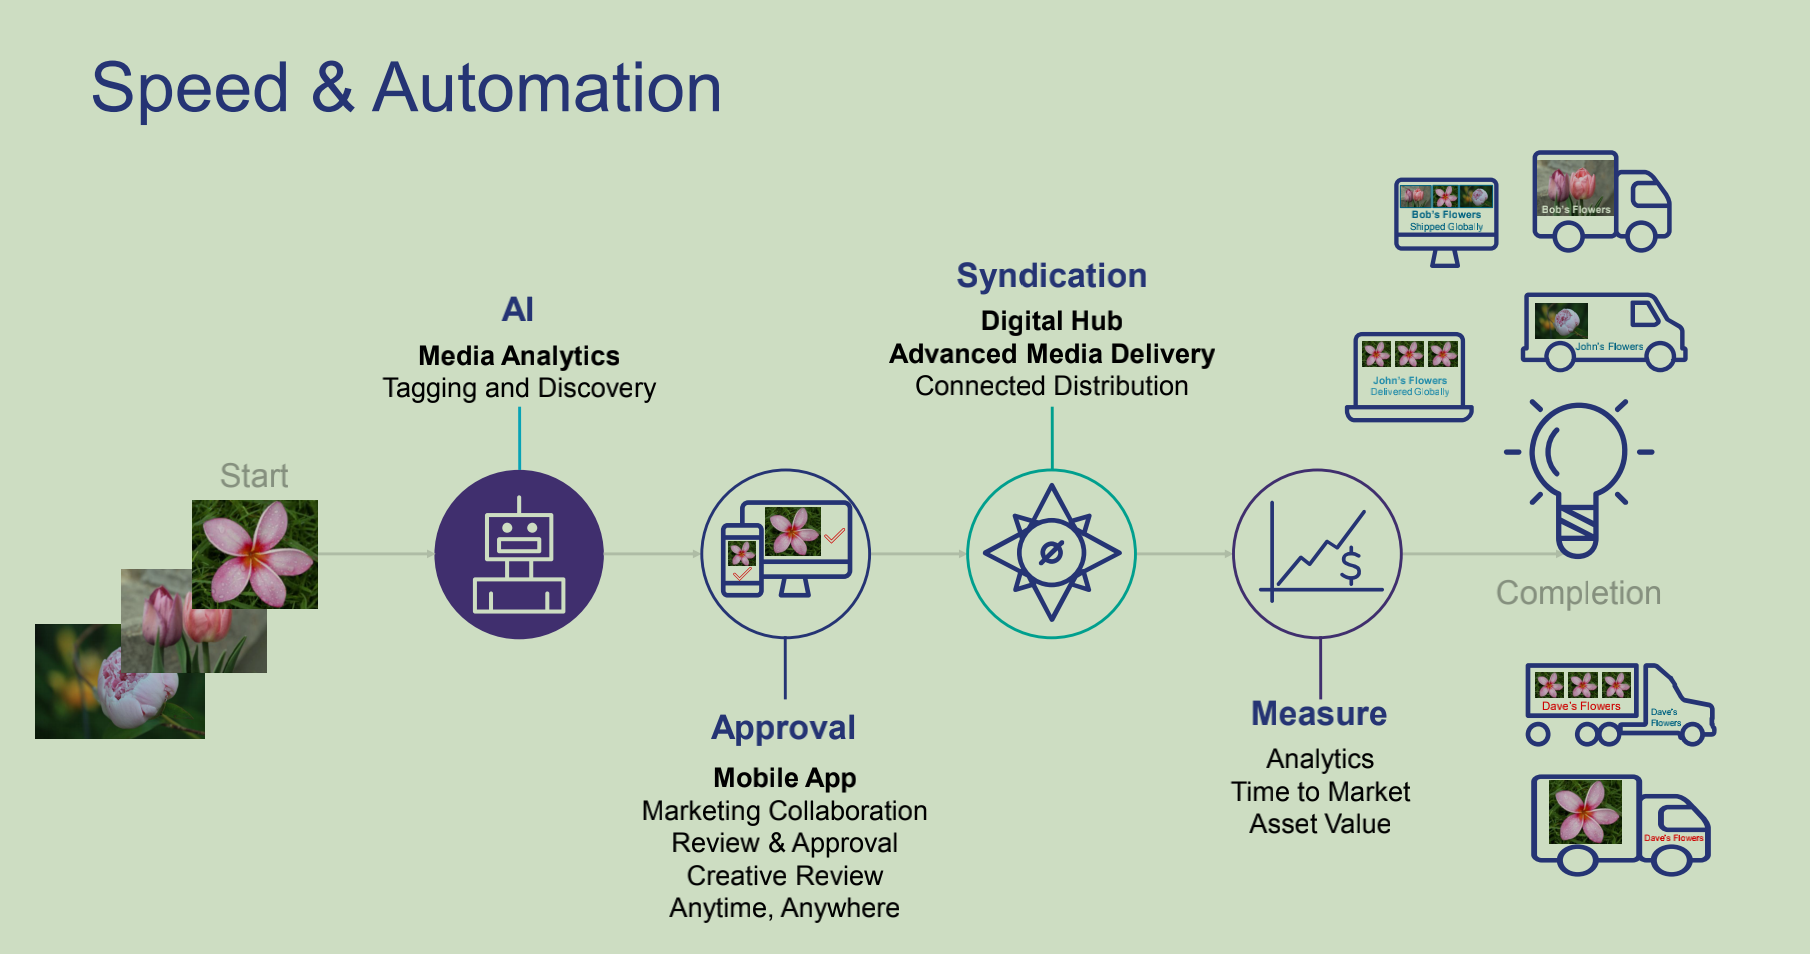 Speed & Automation
Start
AI
Media Analytics
Tagging and Discovery
Approval
Mobile App
Marketing Collaboration
Review & Approval
Creative Review
Anytime, Anywhere
Syndication
Digital Hub
Advanced Media Delivery
Connected Distribution
Measure
Analytics
Time to Market
Asset Value
$
Completion
Bob's Flowers
Shipped Globally
Bob's Flowers
John's Flowers
John's Flowers
Delivered Globally
Dave's Flowers
Dave's
Flowers
Dave's Flowers